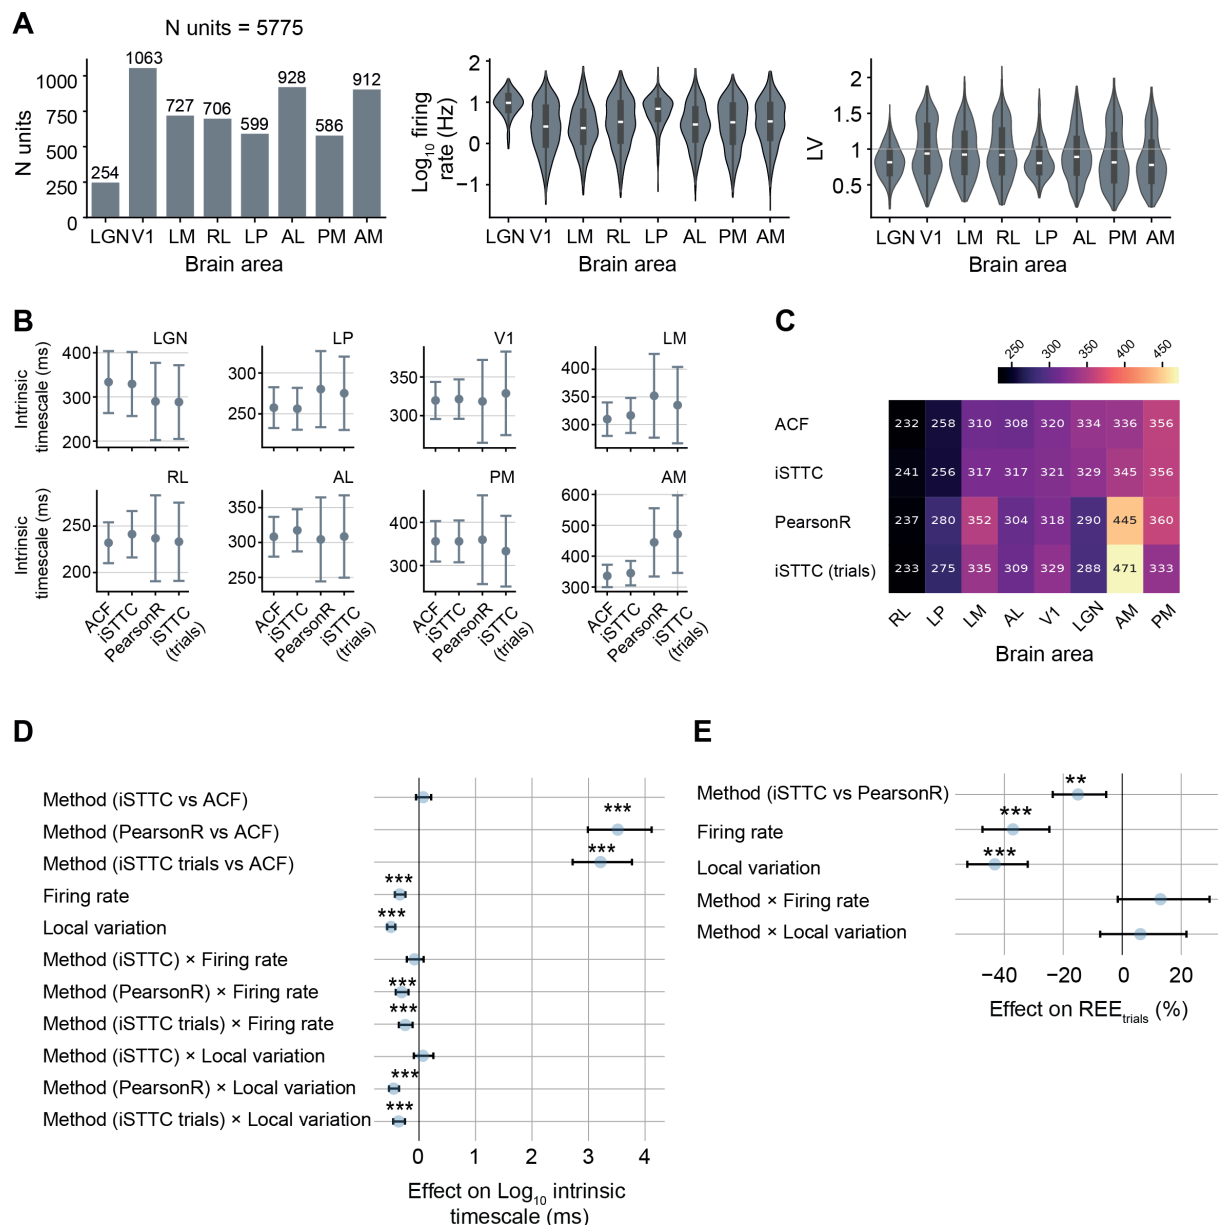 A
N units = 5775
N units
1000
750
500
250
0
254
1063
727
706
599
928
586
912
LGN V1 LM RL LP AL PM AM
Brain area
Log10 firing
rate (Hz)
2
1
0
−1
LGN V1 LM RL LP AL PM AM
Brain area
LV
2
1
1
0.5
LGN V1 LM RL LP AL PM AM
Brain area
B
Intrinsic
timescale (ms)
LGN
400
300
200
LP
300
250
V1
350
300
LM
400
350
300
Intrinsic
timescale (ms)
RL
250
200
AL
350
300
250
PM
400
300
AM
600
500
400
300
ACF
iSTTC
PearsonR
iSTTC
(trials)
ACF
iSTTC
PearsonR
iSTTC
(trials)
ACF
iSTTC
PearsonR
iSTTC
(trials)
ACF
iSTTC
PearsonR
iSTTC
(trials)
C
250 300 350 400 450
ACF 232 258 310 308 320 334 336 356
iSTTC 241 256 317 317 321 329 345 356
PearsonR 237 280 352 304 318 290 445 360
iSTTC (trials) 233 275 335 309 329 288 471 333
RL LP LM AL V1 LGN AM PM
Brain area
D
Method (iSTTC vs ACF)
Method (PearsonR vs ACF) ***
Method (iSTTC trials vs ACF) ***
Firing rate ***
Local variation ***
Method (iSTTC) × Firing rate
Method (PearsonR) × Firing rate ***
Method (iSTTC trials) × Firing rate ***
Method (iSTTC) × Local variation
Method (PearsonR) × Local variation ***
Method (iSTTC trials) × Local variation ***
0 1 2 3 4
Effect on Log10 intrinsic
timescale (ms)
E
Method (iSTTC vs PearsonR) **
Firing rate ***
Local variation ***
Method × Firing rate
Method × Local variation
−40 −20 0 20
Effect on REEtrials (%)